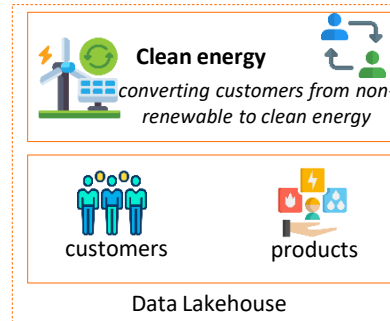 Clean energy
converting customers from non-
renewable to clean energy
customers
products
Data Lakehouse